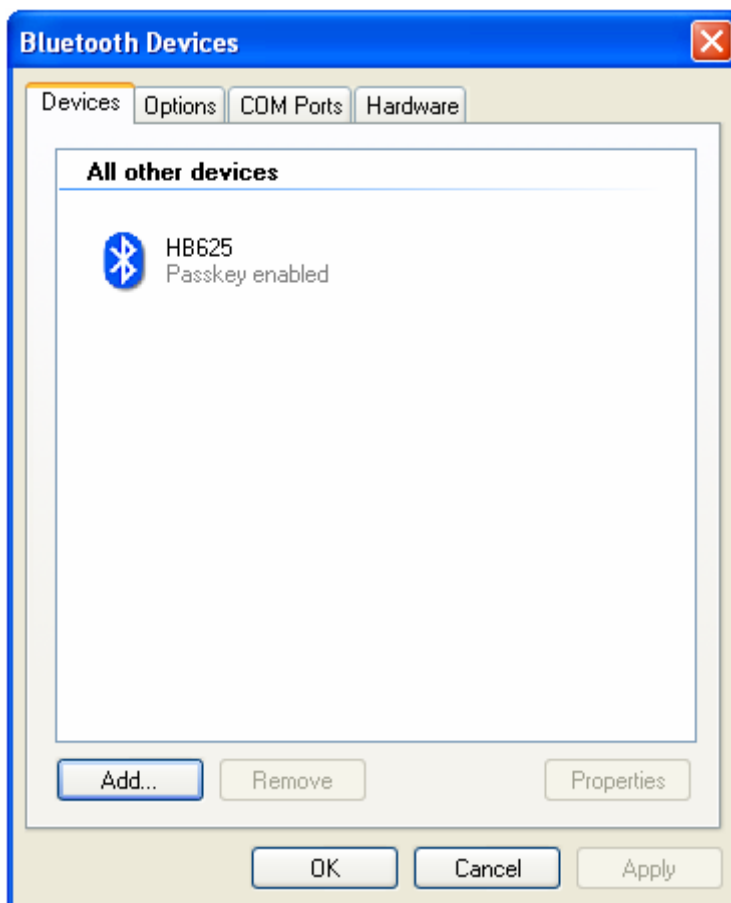 Bluetooth Devices
Devices Options COM Ports Hardware
All other devices
HB625
Passkey enabled
Add... Remove Properties
OK Cancel Apply